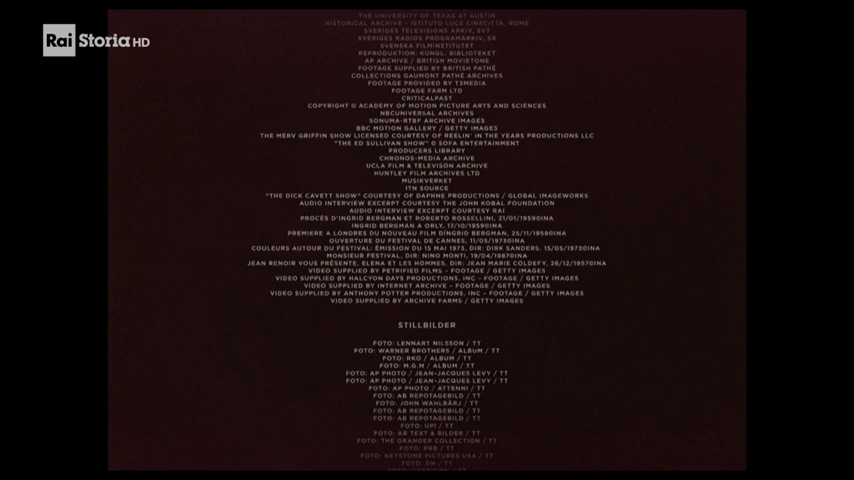 Rai Storia HD
THE UNIVERSITY OF TEXAS AT AUSTIN
HISTORICAL ARCHIVE - ISTITUTO LUCE CINECITTÀ, ROME
SVERIGES TELEVISIONS ARKIV, SVT
SVERIGES RADIOS PROGRAMARKIV, SR
SVENSKA FILMINSTITUTET
REPRODUKTION: KUNGL. BIBLIOTEKET
AP ARCHIVE / BRITISH MOVIETONE
FOOTAGE SUPPLIED BY BRITISH PATHÉ
COLLECTIONS GAUMONT PATHÉ ARCHIVES
FOOTAGE PROVIDED BY T3MEDIA
FOOTAGE FARM LTD
CRITICALPAST
COPYRIGHT © ACADEMY OF MOTION PICTURE ARTS AND SCIENCES
NBCUNIVERSAL ARCHIVES
SONUMA-RTBF ARCHIVE IMAGES
BBC MOTION GALLERY / GETTY IMAGES
THE MERV GRIFFIN SHOW LICENSED COURTESY OF REELIN' IN THE YEARS PRODUCTIONS LLC
"THE ED SULLIVAN SHOW" © SOFA ENTERTAINMENT
PRODUCERS LIBRARY
CHRONOS-MEDIA ARCHIVE
UCLA FILM & TELEVISON ARCHIVE
HUNTLEY FILM ARCHIVES LTD
MUSIKVERKET
ITN SOURCE
"THE DICK CAVETT SHOW" COURTESY OF DAPHNE PRODUCTIONS / GLOBAL IMAGEWORKS
AUDIO INTERVIEW EXCERPT COURTESY THE JOHN KOBAL FOUNDATION
AUDIO INTERVIEW EXCERPT COURTESY RAI
PROCÈS D'INGRID BERGMAN ET ROBERTO ROSSELLINI, 21/01/1959©INA
INGRID BERGMAN A ORLY, 17/10/1959©INA
PREMIERE A LONDRES DU NOUVEAU FILM DÍNGRID BERGMAN, 25/11/1958©INA
OUVERTURE DU FESTIVAL DE CANNES, 11/05/1973©INA
COULEURS AUTOUR DU FESTIVAL: ÉMISSION DU 15 MAI 1973, DIR: DIRK SANDERS, 15/05/1973©INA
MONSIEUR FESTIVAL, DIR: NINO MONTI, 19/04/1987©INA
JEAN RENOIR VOUS PRÉSENTE, ELENA ET LES HOMMES, DIR: JEAN MARIE COLDEFY, 26/12/1957©INA
VIDEO SUPPLIED BY PETRIFIED FILMS - FOOTAGE / GETTY IMAGES
VIDEO SUPPLIED BY HALCYON DAYS PRODUCTIONS, INC - FOOTAGE / GETTY IMAGES
VIDEO SUPPLIED BY INTERNET ARCHIVE - FOOTAGE / GETTY IMAGES
VIDEO SUPPLIED BY ANTHONY POTTER PRODUCTIONS, INC - FOOTAGE / GETTY IMAGES
VIDEO SUPPLIED BY ARCHIVE FARMS / GETTY IMAGES
STILLBILDER
FOTO: LENNART NILSSON / TT
FOTO: WARNER BROTHERS / ALBUM / TT
FOTO: RKO / ALBUM / TT
FOTO: M.G.M / ALBUM / TT
FOTO: AP PHOTO / JEAN-JACQUES LEVY / TT
FOTO: AP PHOTO / JEAN-JACQUES LEVY / TT
FOTO: AP PHOTO / ATTENNI / TT
FOTO: AB REPOTAGEBILD / TT
FOTO: JOHN WAHLBÄRJ / TT
FOTO: AB REPOTAGEBILD / TT
FOTO: AB REPOTAGEBILD / TT
FOTO: UPI / TT
FOTO: AB TEXT & BILDER / TT
FOTO: THE GRANGER COLLECTION / TT
FOTO: PRB / TT
FOTO: KEYSTONE PICTURES USA / TT
FOTO: DN / TT